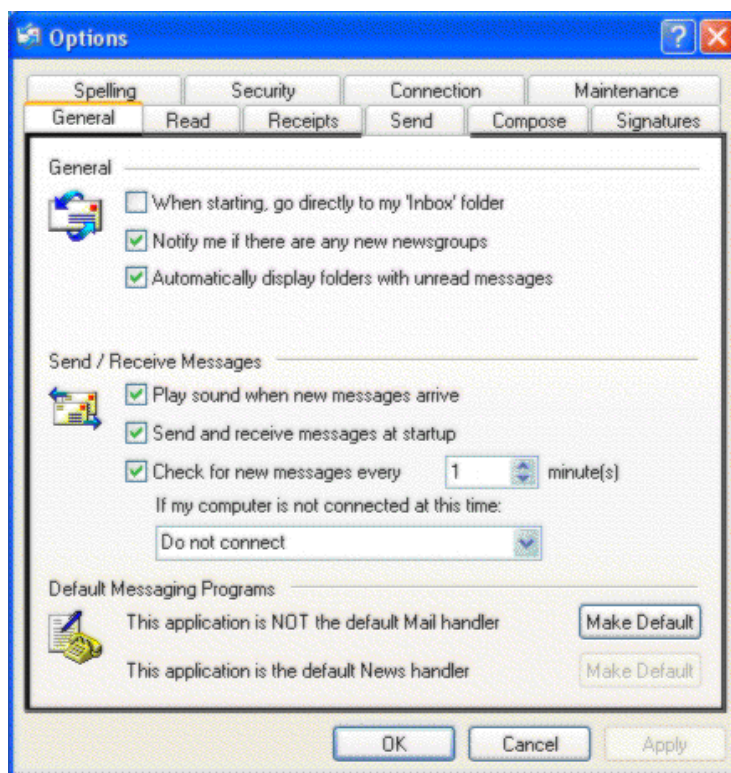 Options
Spelling Security Connection Maintenance
General Read Receipts Send Compose Signatures
General
When starting, go directly to my 'Inbox' folder
Notify me if there are any new newsgroups
Automatically display folders with unread messages
Send / Receive Messages
Play sound when new messages arrive
Send and receive messages at startup
Check for new messages every 1 minute(s)
If my computer is not connected at this time:
Do not connect
Default Messaging Programs
This application is NOT the default Mail handler Make Default
This application is the default News handler Make Default
OK Cancel Apply